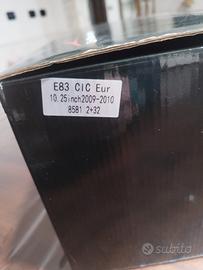 E83 CIC Eur
10.25inch2009-2010
8581 2+32
subito